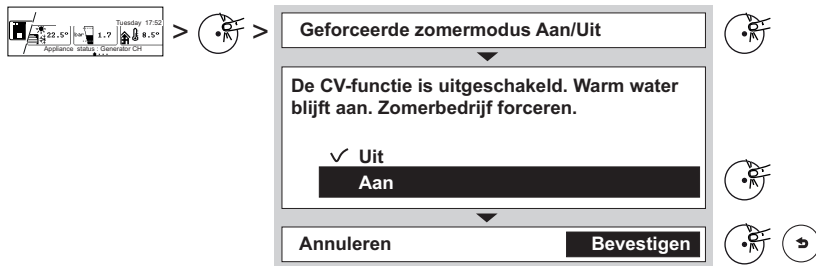 Tuesday 17:52
22.5° bar 1.7 8.5°
Appliance status : Generator CH
> >
Geforceerde zomermodus Aan/Uit
De CV-functie is uitgeschakeld. Warm water
blijft aan. Zomerbedrijf forceren.
✓ Uit
Aan
Annuleren Bevestigen